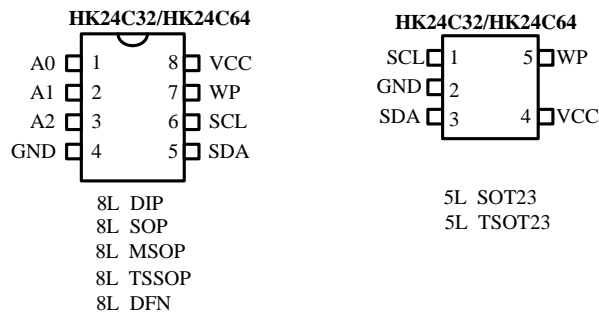 HK24C32/HK24C64
A0 1 8 VCC
A1 2 7 WP
A2 3 6 SCL
GND 4 5 SDA
8L DIP
8L SOP
8L MSOP
8L TSSOP
8L DFN
HK24C32/HK24C64
SCL 1 5 WP
GND 2
SDA 3 4 VCC
5L SOT23
5L TSOT23